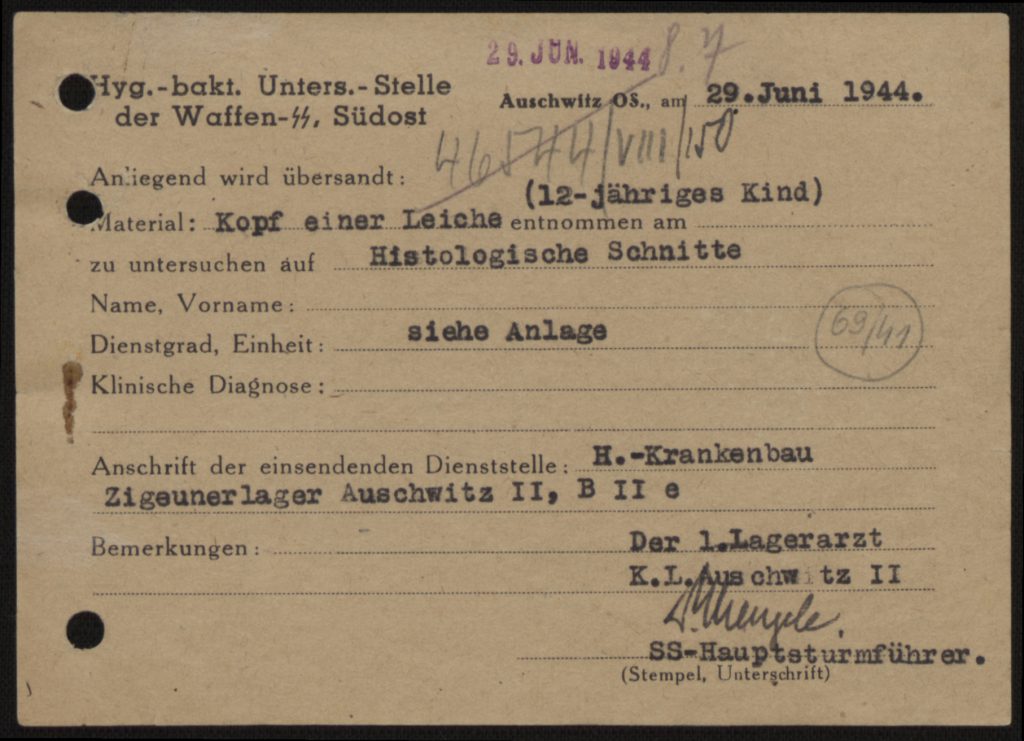 29. JUN. 1944 8. 7
Hyg.-bakt. Unters.-Stelle
der Waffen-ᛋᛋ, Südost
Auschwitz OS., am 29.Juni 1944.
46544/VIII/150
Anliegend wird übersandt:
(12-jähriges Kind)
Material: Kopf einer Leiche entnommen am
zu untersuchen auf Histologische Schnitte
Name, Vorname:
Dienstgrad, Einheit: siehe Anlage
69/41
Klinische Diagnose:
Anschrift der einsendenden Dienststelle: H.-Krankenbau
Zigeunerlager Auschwitz II, B II e
Bemerkungen: Der 1.Lagerarzt
K.L.Auschwitz II
Dr. Mengele.
SS-Hauptsturmführer.
(Stempel, Unterschrift)